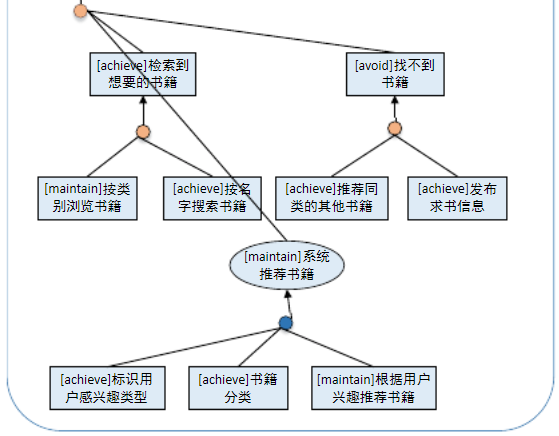 [achieve]检索到
想要的书籍
[avoid]找不到
书籍
[maintain]按类
别浏览书籍
[achieve]按名
字搜索书籍
[achieve]推荐同
类的其他书籍
[achieve]发布
求书信息
[maintain]系统
推荐书籍
[achieve]标识用
户感兴趣类型
[achieve]书籍
分类
[maintain]根据用户
兴趣推荐书籍